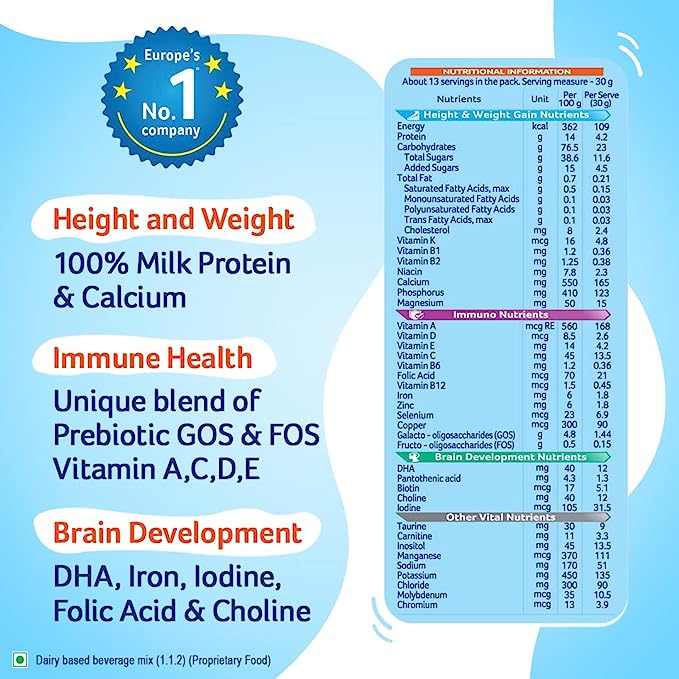 Europe's
No.1
company
Height and Weight
100% Milk Protein
& Calcium
Immune Health
Unique blend of
Prebiotic GOS & FOS
Vitamin A,C,D,E
Brain Development
DHA, Iron, Iodine,
Folic Acid & Choline
Dairy based beverage mix (1.1.2) (Proprietary Food)
NUTRITIONAL INFORMATION
About 13 servings in the pack. Serving measure - 30 g
Nutrients Unit Per 100 g Per Serve (30 g)
Height & Weight Gain Nutrients
Energy kcal 362 109
Protein g 14 4.2
Carbohydrates g 76.5 23
Total Sugars g 38.6 11.6
Added Sugars g 15 4.5
Total Fat g 0.7 0.21
Saturated Fatty Acids, max g 0.5 0.15
Monounsaturated Fatty Acids g 0.1 0.03
Polyunsaturated Fatty Acids g 0.1 0.03
Trans Fatty Acids, max g 0.1 0.03
Cholesterol mg 8 2.4
Vitamin K mcg 16 4.8
Vitamin B1 mg 1.2 0.36
Vitamin B2 mg 1.25 0.38
Niacin mg 7.8 2.3
Calcium mg 550 165
Phosphorus mg 410 123
Magnesium mg 50 15
Immuno Nutrients
Vitamin A mcg RE 560 168
Vitamin D mcg 8.5 2.6
Vitamin E mg 14 4.2
Vitamin C mg 45 13.5
Vitamin B6 mg 1.2 0.36
Folic Acid mcg 70 21
Vitamin B12 mcg 1.5 0.45
Iron mg 6 1.8
Zinc mg 6 1.8
Selenium mcg 23 6.9
Copper mcg 300 90
Galacto - oligosaccharides (GOS) g 4.8 1.44
Fructo - oligosaccharides (FOS) g 0.5 0.15
Brain Development Nutrients
DHA mg 40 12
Pantothenic acid mg 4.3 1.3
Biotin mcg 17 5.1
Choline mg 40 12
Iodine mcg 105 31.5
Other Vital Nutrients
Taurine mg 30 9
Carnitine mg 11 3.3
Inositol mg 45 13.5
Manganese mcg 370 111
Sodium mg 170 51
Potassium mg 450 135
Chloride mg 300 90
Molybdenum mcg 35 10.5
Chromium mcg 13 3.9